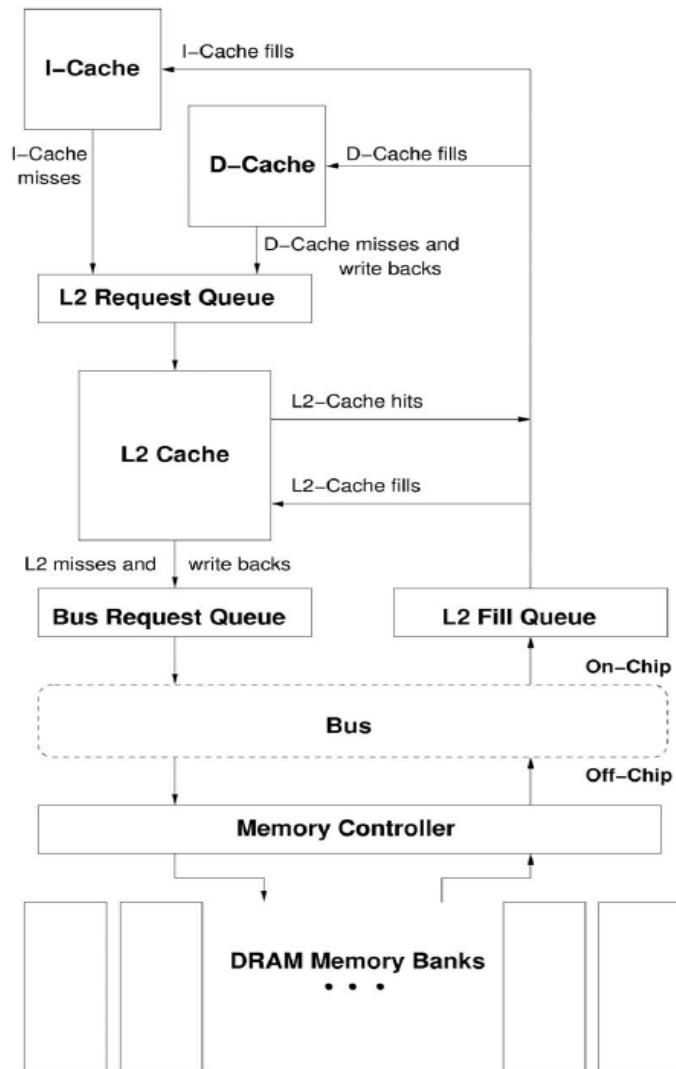 I–Cache fills
I–Cache
I–Cache
misses
D–Cache
D–Cache fills
D–Cache misses and
write backs
L2 Request Queue
L2–Cache hits
L2 Cache
L2–Cache fills
L2 misses and write backs
Bus Request Queue
L2 Fill Queue
On–Chip
Bus
Off–Chip
Memory Controller
DRAM Memory Banks
• • •